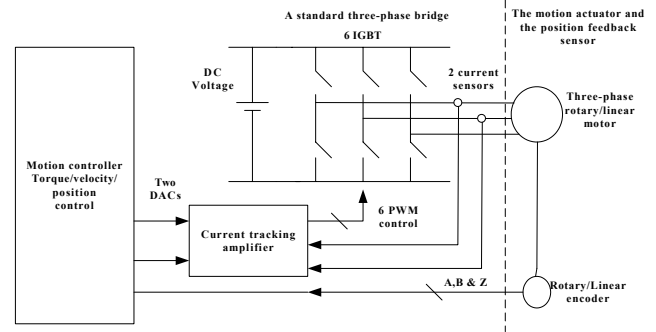 A standard three-phase bridge
6 IGBT
The motion actuator and
the position feedback
sensor
DC
Voltage
2 current
sensors
Three-phase
rotary/linear
motor
Motion controller
Torque/velocity/
position
control
Two
DACs
Current tracking
amplifier
6 PWM
control
A,B & Z
Rotary/Linear
encoder